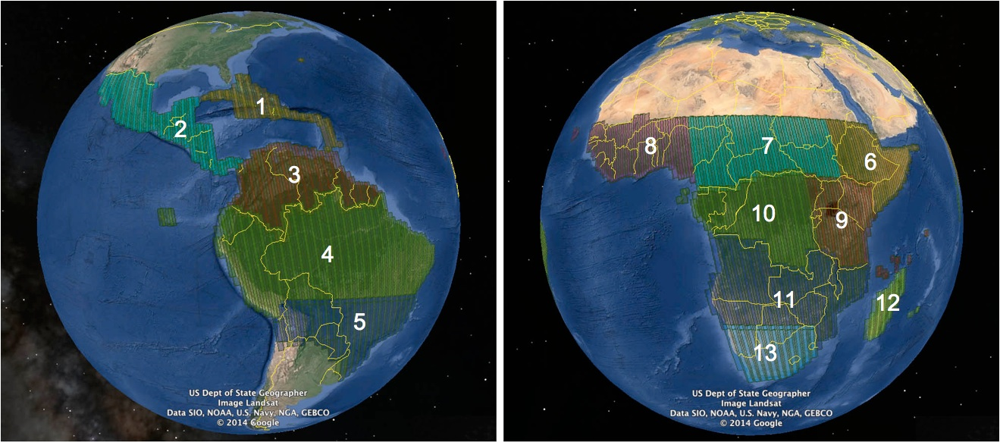 1
2
3
4
5
US Dept of State Geographer
Image Landsat
Data SIO, NOAA, U.S. Navy, NGA, GEBCO
© 2014 Google
8
7
6
10
9
11
12
13
US Dept of State Geographer
Image Landsat
Data SIO, NOAA, U.S. Navy, NGA, GEBCO
© 2014 Google